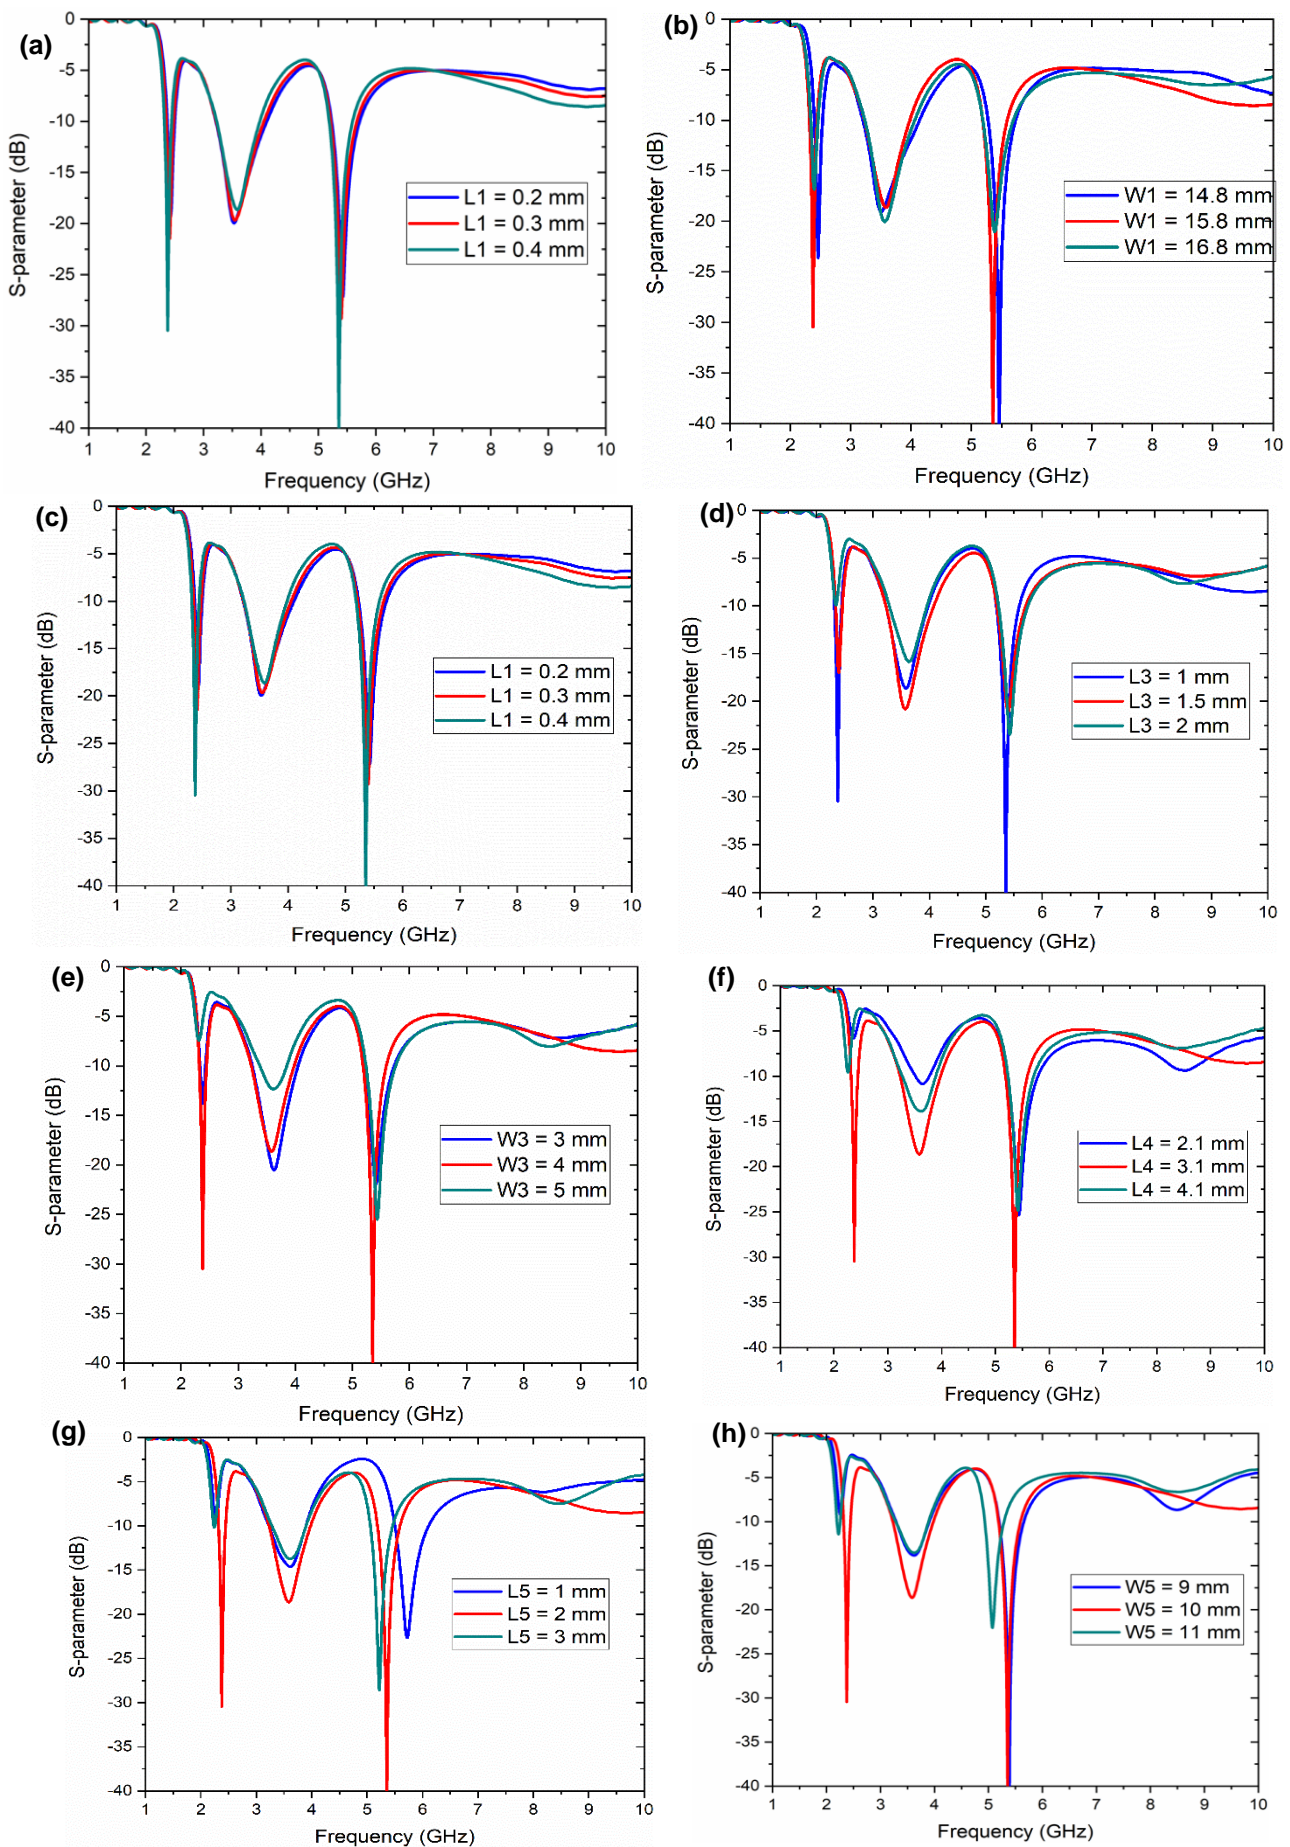 (a)
0
-5
-10
-15
-20
-25
-30
-35
-40
S-parameter (dB)
L1 = 0.2 mm
L1 = 0.3 mm
L1 = 0.4 mm
1 2 3 4 5 6 7 8 9 10
Frequency (GHz)
(b)
0
-5
-10
-15
-20
-25
-30
-35
-40
S-parameter (dB)
W1 = 14.8 mm
W1 = 15.8 mm
W1 = 16.8 mm
1 2 3 4 5 6 7 8 9 10
Frequency (GHz)
(c)
0
-5
-10
-15
-20
-25
-30
-35
-40
S-parameter (dB)
L1 = 0.2 mm
L1 = 0.3 mm
L1 = 0.4 mm
1 2 3 4 5 6 7 8 9 10
Frequency (GHz)
(d)
0
-5
-10
-15
-20
-25
-30
-35
-40
S-parameter (dB)
L3 = 1 mm
L3 = 1.5 mm
L3 = 2 mm
1 2 3 4 5 6 7 8 9 10
Frequency (GHz)
(e)
0
-5
-10
-15
-20
-25
-30
-35
-40
S-parameter (dB)
W3 = 3 mm
W3 = 4 mm
W3 = 5 mm
1 2 3 4 5 6 7 8 9 10
Frequency (GHz)
(f)
0
-5
-10
-15
-20
-25
-30
-35
-40
S-parameter (dB)
L4 = 2.1 mm
L4 = 3.1 mm
L4 = 4.1 mm
1 2 3 4 5 6 7 8 9 10
Frequency (GHz)
(g)
0
-5
-10
-15
-20
-25
-30
-35
-40
S-parameter (dB)
L5 = 1 mm
L5 = 2 mm
L5 = 3 mm
1 2 3 4 5 6 7 8 9 10
Frequency (GHz)
(h)
0
-5
-10
-15
-20
-25
-30
-35
-40
S-parameter (dB)
W5 = 9 mm
W5 = 10 mm
W5 = 11 mm
1 2 3 4 5 6 7 8 9 10
Frequency (GHz)